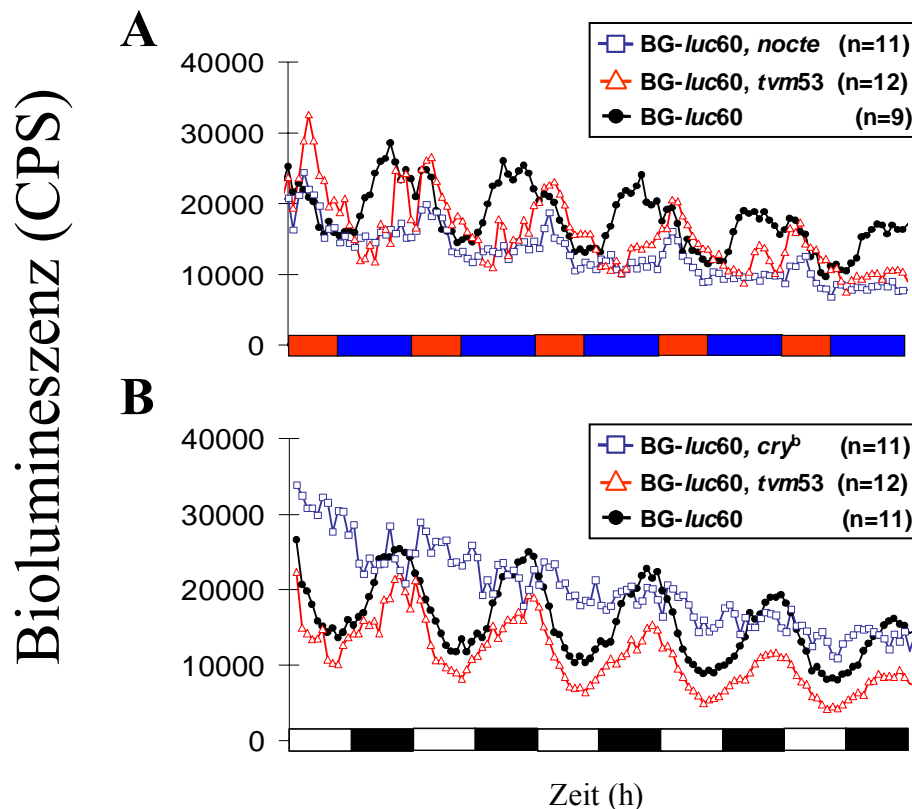 Biolumineszenz (CPS)
A
BG-luc60, nocte (n=11)
BG-luc60, tvm53 (n=12)
BG-luc60 (n=9)
40000
30000
20000
10000
0
B
BG-luc60, cryᵇ (n=11)
BG-luc60, tvm53 (n=12)
BG-luc60 (n=11)
40000
30000
20000
10000
0
Zeit (h)